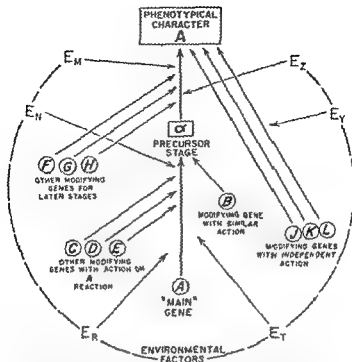 PHENOTYPICAL
CHARACTER
A
E_M
E_Z
E_N
E_Y
α
PRECURSOR
STAGE
F G H
OTHER MODIFYING
GENES FOR
LATER STAGES
B
MODIFYING GENE
WITH SIMILAR
ACTION
C D E
OTHER MODIFYING
GENES WITH ACTION ON
A
REACTION
J K L
MODIFYING GENES
WITH INDEPENDENT
ACTION
A
"MAIN"
GENE
E_R
E_T
ENVIRONMENTAL
FACTORS